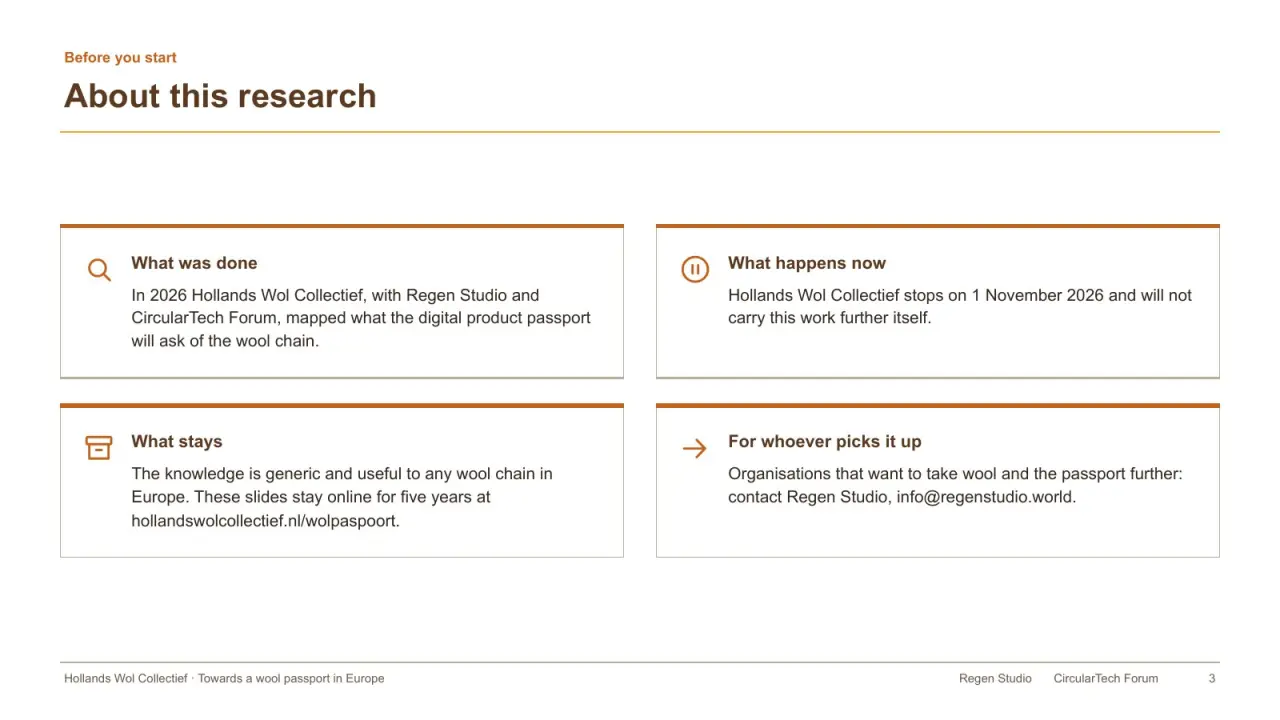 Before you start
About this research
What was done
In 2026 Hollands Wol Collectief, with Regen Studio and
CircularTech Forum, mapped what the digital product passport
will ask of the wool chain.
What happens now
Hollands Wol Collectief stops on 1 November 2026 and will not
carry this work further itself.
What stays
The knowledge is generic and useful to any wool chain in
Europe. These slides stay online for five years at
hollandswolcollectief.nl/wolpaspoort.
For whoever picks it up
Organisations that want to take wool and the passport further:
contact Regen Studio, info@regenstudio.world.
Hollands Wol Collectief · Towards a wool passport in Europe
Regen Studio CircularTech Forum 3